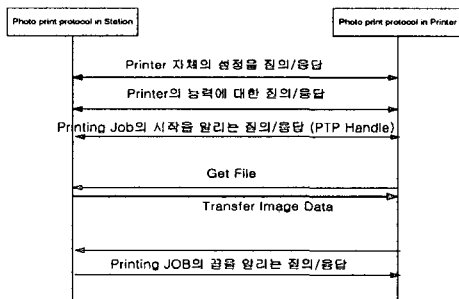 Photo print protocol in Station
Photo print protocol in Printer
Printer 자체의 설정을 질의/응답
Printer의 능력에 대한 질의/응답
Printing Job의 시작을 알리는 질의/응답 (PTP Handle)
Get File
Transfer Image Data
Printing JOB의 끝을 알리는 질의/응답